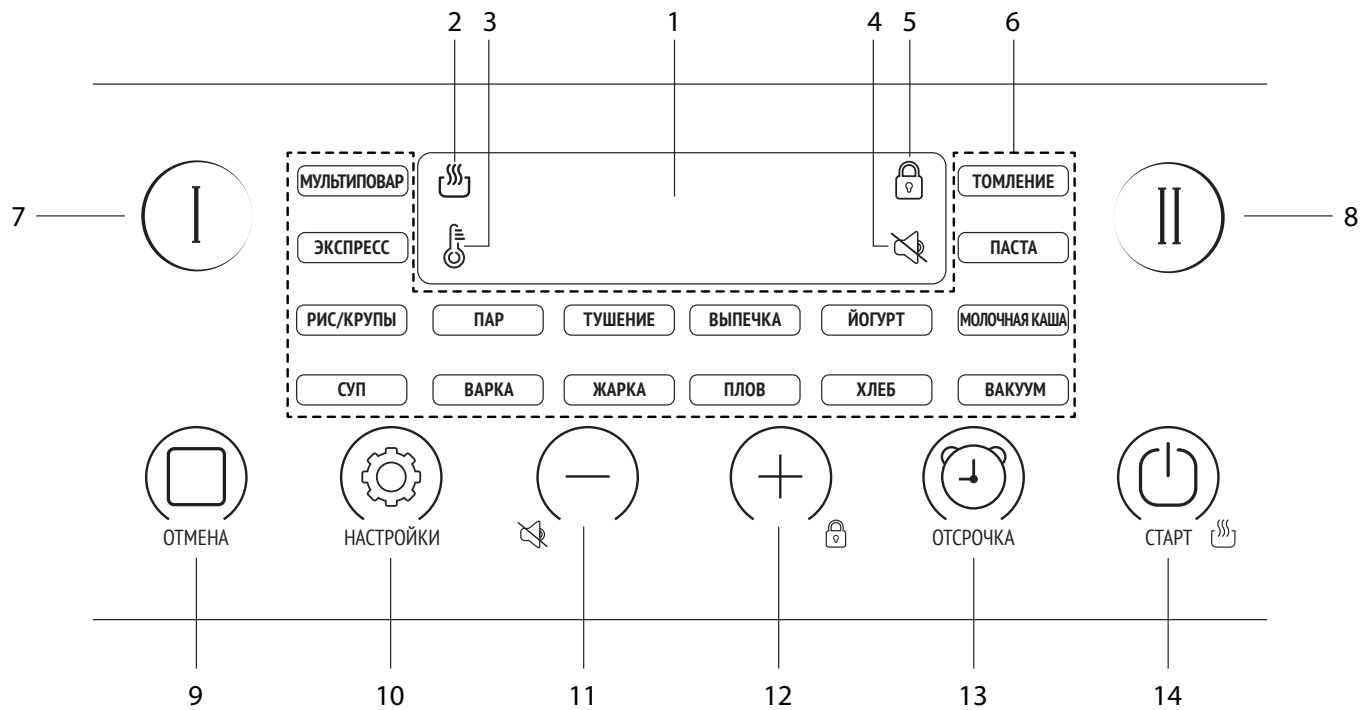 2 3 1 4 5 6
МУЛЬТИПОВАР ТОМЛЕНИЕ
7 I II 8
ЭКСПРЕСС ПАСТА
РИС/КРУПЫ ПАР ТУШЕНИЕ ВЫПЕЧКА ЙОГУРТ МОЛОЧНАЯ КАША
СУП ВАРКА ЖАРКА ПЛОВ ХЛЕБ ВАКУУМ
ОТМЕНА НАСТРОЙКИ ОТСРОЧКА СТАРТ
9 10 11 12 13 14